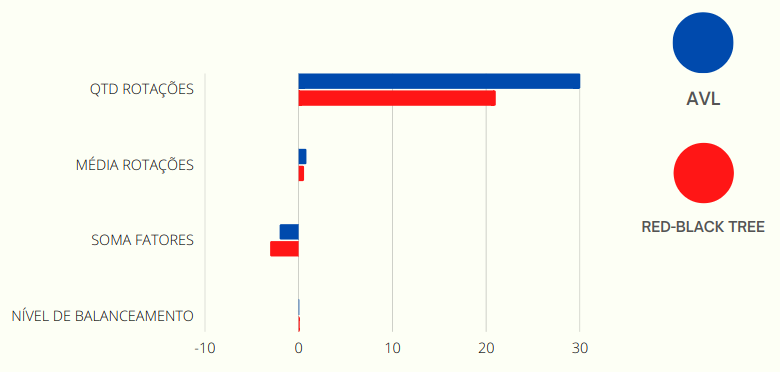 QTD ROTAÇÕES
MÉDIA ROTAÇÕES
SOMA FATORES
NÍVEL DE BALANCEAMENTO
-10 0 10 20 30
AVL
RED-BLACK TREE